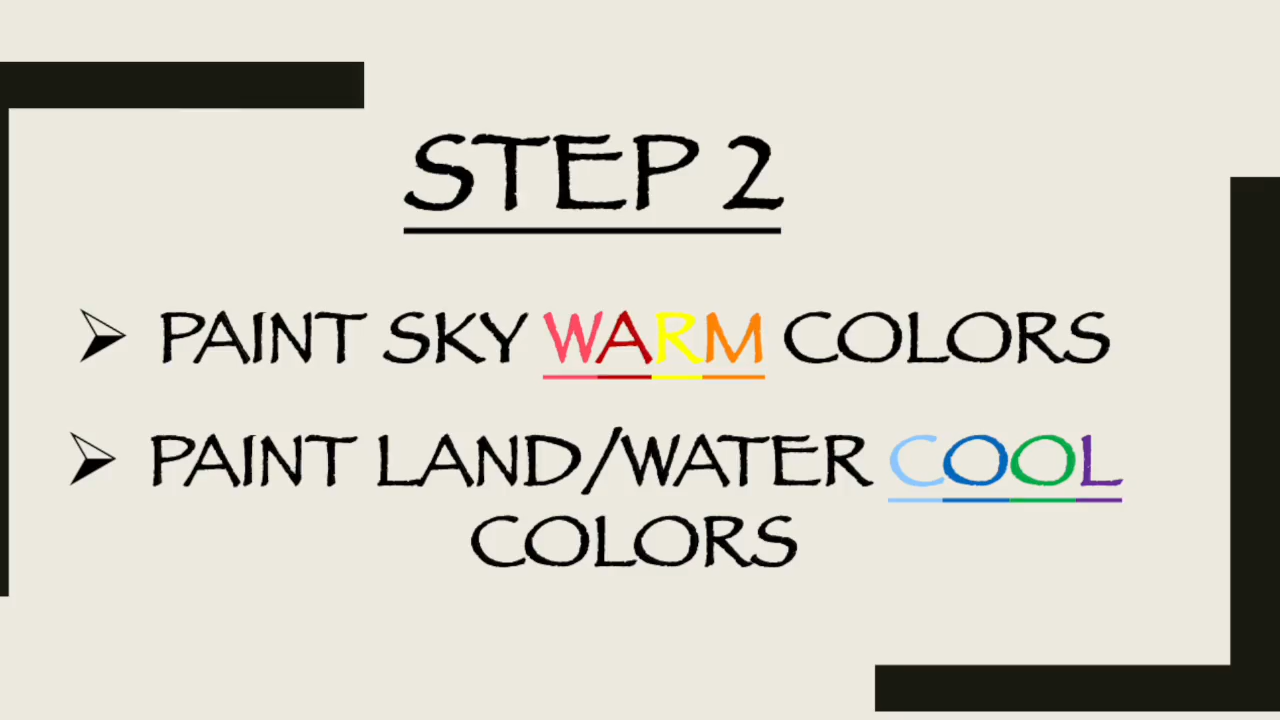 STEP 2
PAINT SKY WARM COLORS
PAINT LAND/WATER COOL
COLORS